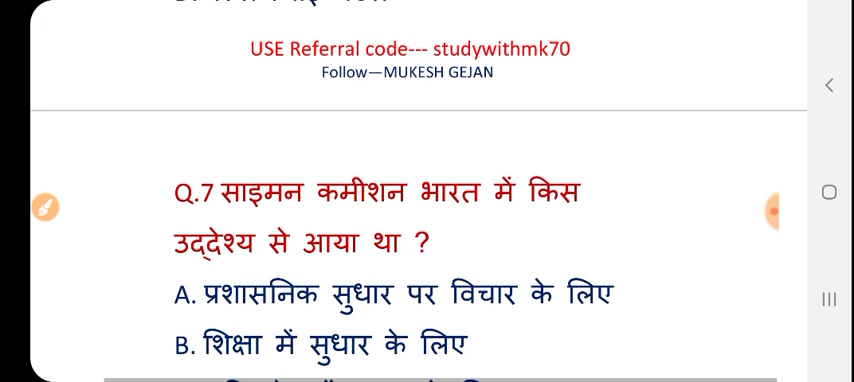 USE Referral code--- studywithmk70
Follow—MUKESH GEJAN
Q.7 साइमन कमीशन भारत में किस
उद्देश्य से आया था ?
A. प्रशासनिक सुधार पर विचार के लिए
B. शिक्षा में सुधार के लिए